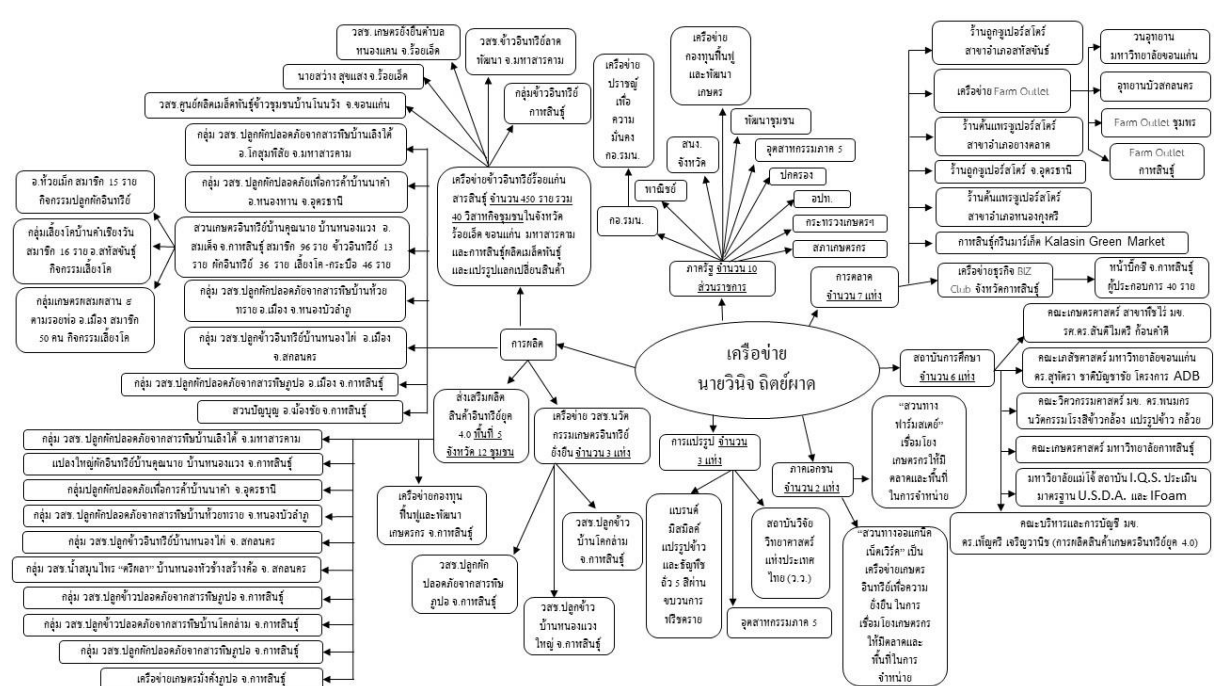 วสช. เกษตรยั่งยืนตำบล
หนองแคน จ.ร้อยเอ็ด
วสช.ข้าวอินทรีย์ลาด
พัฒนา จ.มหาสารคาม
นายสว่าง สุขแสง จ.ร้อยเอ็ด
กลุ่มข้าวอินทรีย์
กาฬสินธุ์
วสช.ศูนย์ผลิตเมล็ดพันธุ์ข้าวชุมชนบ้านโนนวัง จ.ขอนแก่น
กลุ่ม วสช.ปลูกผักปลอดภัยจากสารพิษบ้านเลิงใต้
อ. โกสุมพิสัย จ.มหาสารคาม
กลุ่ม วสช.ปลูกผักปลอดภัยเพื่อการค้าบ้านนาคำ
อ.หนองหาน จ.อุดรธานี
สวนเกษตรอินทรีย์บ้านคุณนาย บ้านหนองแวง อ.
สมเด็จ จ.กาฬสินธุ์ สมาชิก 96 ราย ข้าวอินทรีย์ 13
ราย ผักอินทรีย์ 36 ราย เลี้ยงโค-กระบือ 46 ราย
อ.ห้วยเม็ก สมาชิก 15 ราย
กิจกรรมปลูกผักอินทรีย์
กลุ่มเลี้ยงโคบ้านคำเชียงวัน
สมาชิก 16 ราย อ.สหัสขันธ์
กิจกรรมเลี้ยงโค
กลุ่มเกษตรผสมผสาน ๙
ตามรอยพ่อ อ.เมือง สมาชิก
50 คน กิจกรรมเลี้ยงโค
กลุ่ม วสช.ปลูกผักปลอดภัยจากสารพิษบ้านห้วย
ทราย อ.เมือง จ.หนองบัวลำภู
กลุ่ม วสช.ปลูกข้าวอินทรีย์บ้านหนองไผ่ อ.เมือง
จ.สกลนคร
กลุ่ม วสช.ปลูกผักปลอดภัยจากสารพิษภูปอ อ.เมือง จ.กาฬสินธุ์
สวนปัญบุญ อ.ฆ้องชัย จ.กาฬสินธุ์
เครือข่ายข้าวอินทรีย์ร้อยแก่น
สารสินธุ์ จำนวน 450 ราย รวม
40 วิสาหกิจชุมชนในจังหวัด
ร้อยเอ็ด ขอนแก่น มหาสารคาม
และกาฬสินธุ์ผลิตเมล็ดพันธุ์
และแปรรูปแลกเปลี่ยนสินค้า
การผลิต
เครือข่าย
ปราชญ์
เพื่อ
ความ
มั่นคง
กอ.รมน.
กอ.รมน.
เครือข่าย
กองทุนฟื้นฟู
และพัฒนา
เกษตร
พาณิชย์
สนง.
จังหวัด
พัฒนาชุมชน
อุตสาหกรรมภาค 5
ปกครอง
อปท.
กระทรวงเกษตรฯ
สภาเกษตรกร
ภาครัฐ จำนวน 10
ส่วนราชการ
การตลาด
จำนวน 7 แห่ง
ร้านถูกซูเปอร์สโตร์
สาขาอำเภอสหัสขันธ์
เครือข่าย Farm Outlet
วนอุทยาน
มหาวิทยาลัยขอนแก่น
อุทยานบัวสกลนคร
Farm Outlet ชุมพร
Farm Outlet
กาฬสินธุ์
ร้านต้นแพรซูเปอร์สโตร์
สาขาอำเภอยางตลาด
ร้านถูกซูเปอร์สโตร์ จ.อุดรธานี
ร้านต้นแพรซูเปอร์สโตร์
สาขาอำเภอหนองกุงศรี
กาฬสินธุ์กรีนมาร์เก็ต Kalasin Green Market
เครือข่ายธุรกิจ BIZ
Club จังหวัดกาฬสินธุ์
หน้าบิ๊กซี จ.กาฬสินธุ์
ผู้ประกอบการ 40 ราย
เครือข่าย
นายวินิจ ถิตย์ผาด
สถาบันการศึกษา
จำนวน 6 แห่ง
คณะเกษตรศาสตร์ สาขาพืชไร่ มข.
รศ.ดร.สันติไมตรี ก้อนคำดี
คณะเภสัชศาสตร์ มหาวิทยาลัยขอนแก่น
ดร.สุพัตรา ชาติบัญชาชัย โครงการ ADB
คณะวิศวกรรมศาสตร์ มข. ดร.พนมกร
นวัตกรรมโรงสีข้าวกล้อง แปรรูปข้าว กล้วย
คณะเกษตรศาสตร์ มหาวิทยาลัยกาฬสินธุ์
มหาวิทยาลัยแม่โจ้ สถาบัน I.Q.S. ประเมิน
มาตรฐาน U.S.D.A. และ IFoam
คณะบริหารและการบัญชี มข.
ดร.เพ็ญศรี เจริญวานิช (การผลิตสินค้าเกษตรอินทรีย์ยุค 4.0)
ส่งเสริมผลิต
สินค้าอินทรีย์ยุค
4.0 พื้นที่ 5
จังหวัด 12 ชุมชน
กลุ่ม วสช.ปลูกผักปลอดภัยจากสารพิษบ้านเลิงใต้ จ.มหาสารคาม
แปลงใหญ่ผักอินทรีย์บ้านคุณนาย บ้านหนองแวง จ.กาฬสินธุ์
กลุ่มปลูกผักปลอดภัยเพื่อการค้าบ้านนาคำ จ.อุดรธานี
กลุ่ม วสช.ปลูกผักปลอดภัยจากสารพิษบ้านห้วยทราย จ.หนองบัวลำภู
กลุ่ม วสช.ปลูกข้าวอินทรีย์บ้านหนองไผ่ จ. สกลนคร
กลุ่ม วสช.น้ำสมุนไพร “ตรีผลา” บ้านหนองหัวช้างสร้างค้อ จ. สกลนคร
กลุ่ม วสช.ปลูกข้าวปลอดภัยจากสารพิษภูปอ จ.กาฬสินธุ์
กลุ่ม วสช.ปลูกข้าวปลอดภัยจากสารพิษบ้านโคกล่าม จ.กาฬสินธุ์
กลุ่ม วสช.ปลูกผักปลอดภัยจากสารพิษภูปอ จ.กาฬสินธุ์
เครือข่ายเกษตรมั่งคั่งภูปอ จ.กาฬสินธุ์
เครือข่ายกองทุน
ฟื้นฟูและพัฒนา
เกษตรกร จ.กาฬสินธุ์
เครือข่าย วสช.นวัต
กรรมเกษตรอินทรีย์
ยั่งยืน จำนวน 3 แห่ง
วสช.ปลูกผัก
ปลอดภัยจากสารพิษ
ภูปอ จ.กาฬสินธุ์
วสช.ปลูกข้าว
บ้านหนองแวง
ใหญ่ จ.กาฬสินธุ์
วสช.ปลูกข้าว
บ้านโคกล่าม
จ.กาฬสินธุ์
การแปรรูป จำนวน
3 แห่ง
แบรนด์
มีสมิลค์
แปรรูปข้าว
และธัญพืช
ถั่ว 5 สีผ่าน
ขบวนการ
ฟรีซดราย
สถาบันวิจัย
วิทยาศาสตร์
แห่งประเทศ
ไทย (ว.ว.)
อุตสาหกรรมภาค 5
ภาคเอกชน
จำนวน 2 แห่ง
“สวนทาง
ฟาร์มสเตย์”
เชื่อมโยง
เกษตรกรให้มี
ตลาดและพื้นที่
ในการจำหน่าย
“สวนทางออแกนิค
เน็ตเวิร์ค” เป็น
เครือข่ายเกษตร
อินทรีย์เพื่อความ
ยั่งยืน ในการ
เชื่อมโยงเกษตรกร
ให้มีตลาดและ
พื้นที่ในการ
จำหน่าย